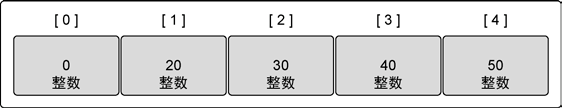 [ 0 ] [ 1 ] [ 2 ] [ 3 ] [ 4 ]
0 20 30 40 50
整数 整数 整数 整数 整数